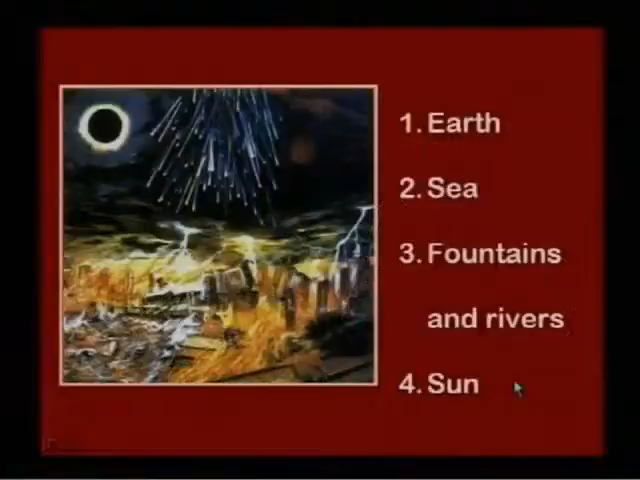 1. Earth
2. Sea
3. Fountains
and rivers
4. Sun